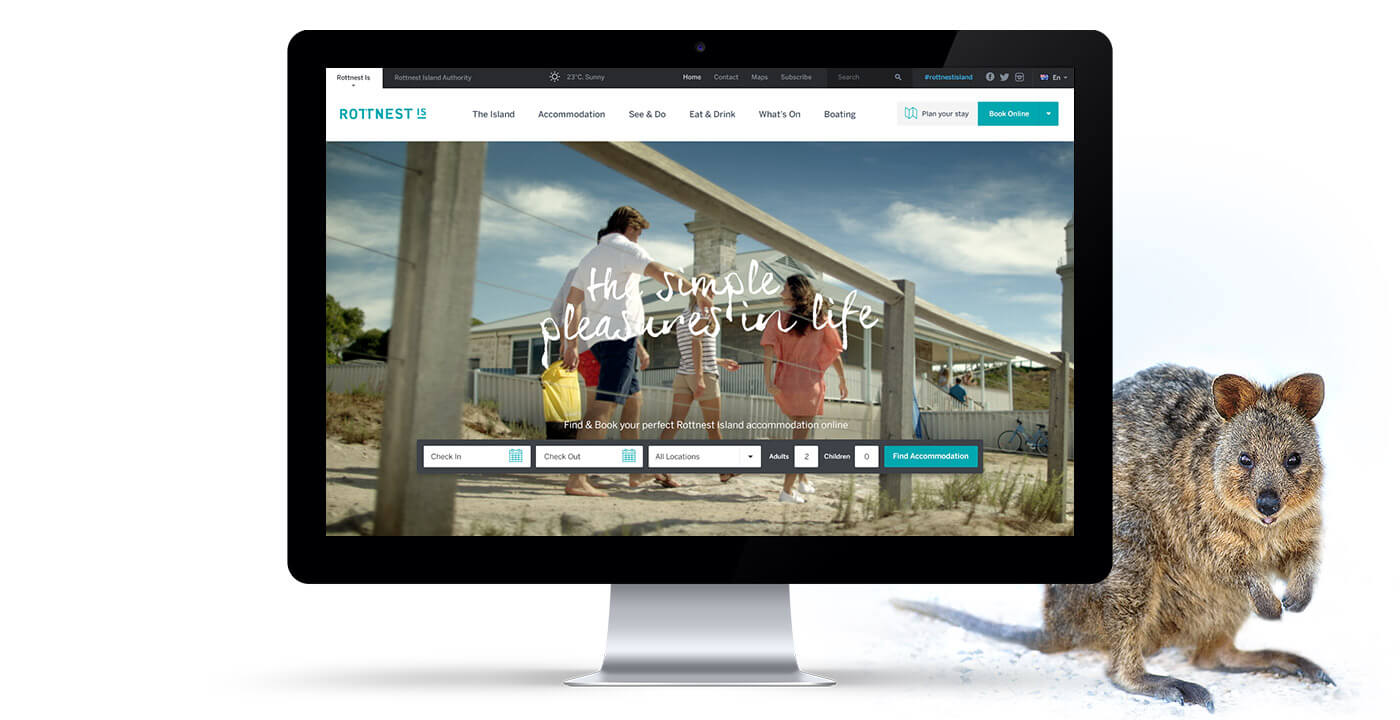 Rottnest Is
Rottnest Island Authority
23°C, Sunny
Home
Contact
Maps
Subscribe
Search
#rottnestisland
En
ROTTNEST IS
The Island
Accommodation
See & Do
Eat & Drink
What's On
Boating
Plan your stay
Book Online
the simple
pleasures in life
Find & Book your perfect Rottnest Island accommodation online
Check In
Check Out
All Locations
Adults
2
Children
0
Find Accommodation